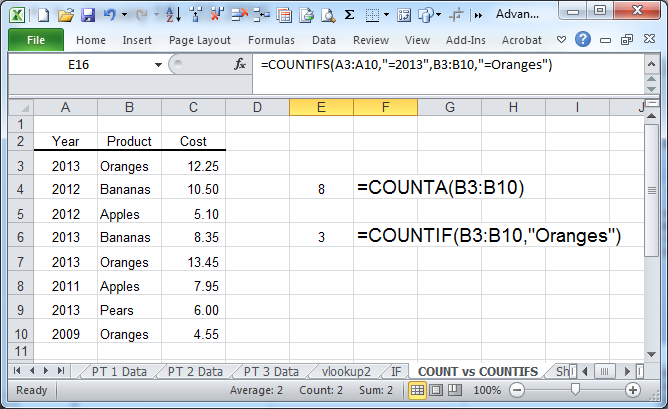 Advan...
File Home Insert Page Layout Formulas Data Review View Add-Ins Acrobat
E16 fx =COUNTIFS(A3:A10,"=2013",B3:B10,"=Oranges")
A B C D E F G H I J
1
2 Year Product Cost
3 2013 Oranges 12.25
4 2012 Bananas 10.50 8 =COUNTA(B3:B10)
5 2012 Apples 5.10
6 2013 Bananas 8.35 3 =COUNTIF(B3:B10,"Oranges")
7 2013 Oranges 13.45
8 2011 Apples 7.95
9 2013 Pears 6.00
10 2009 Oranges 4.55
11
PT 1 Data PT 2 Data PT 3 Data vlookup2 IF COUNT vs COUNTIFS Sh
Ready Average: 2 Count: 2 Sum: 2 100%